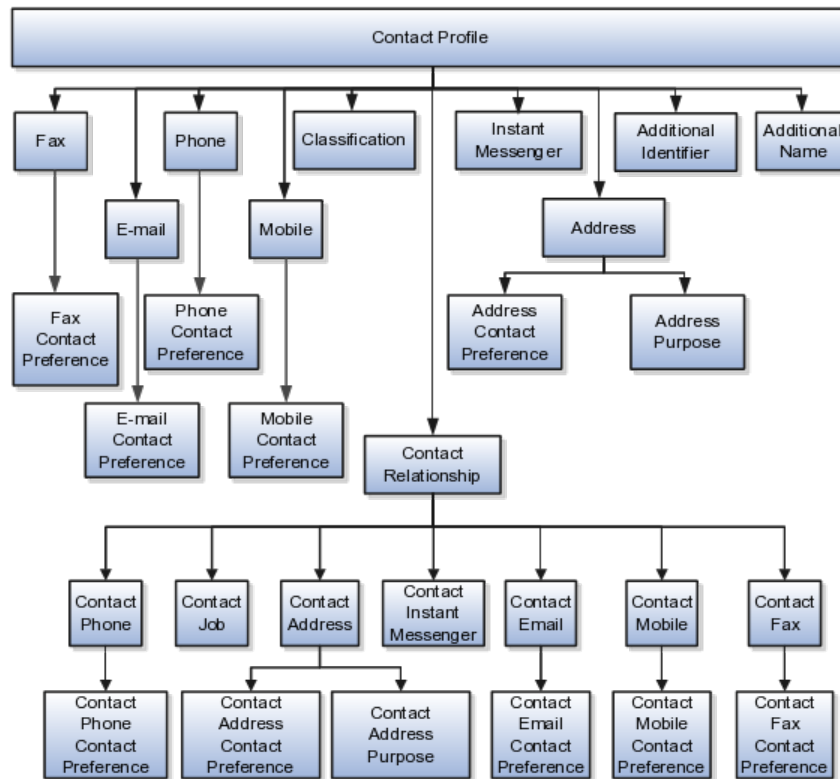 Contact Profile
Fax
Phone
Classification
Instant
Messenger
Additional
Identifier
Additional
Name
E-mail
Mobile
Address
Fax
Contact
Preference
Phone
Contact
Preference
Address
Contact
Preference
Address
Purpose
E-mail
Contact
Preference
Mobile
Contact
Preference
Contact
Relationship
Contact
Phone
Contact
Job
Contact
Address
Contact
Instant
Messenger
Contact
Email
Contact
Mobile
Contact
Fax
Contact
Phone
Contact
Preference
Contact
Address
Contact
Preference
Contact
Address
Purpose
Contact
Email
Contact
Preference
Contact
Mobile
Contact
Preference
Contact
Fax
Contact
Preference